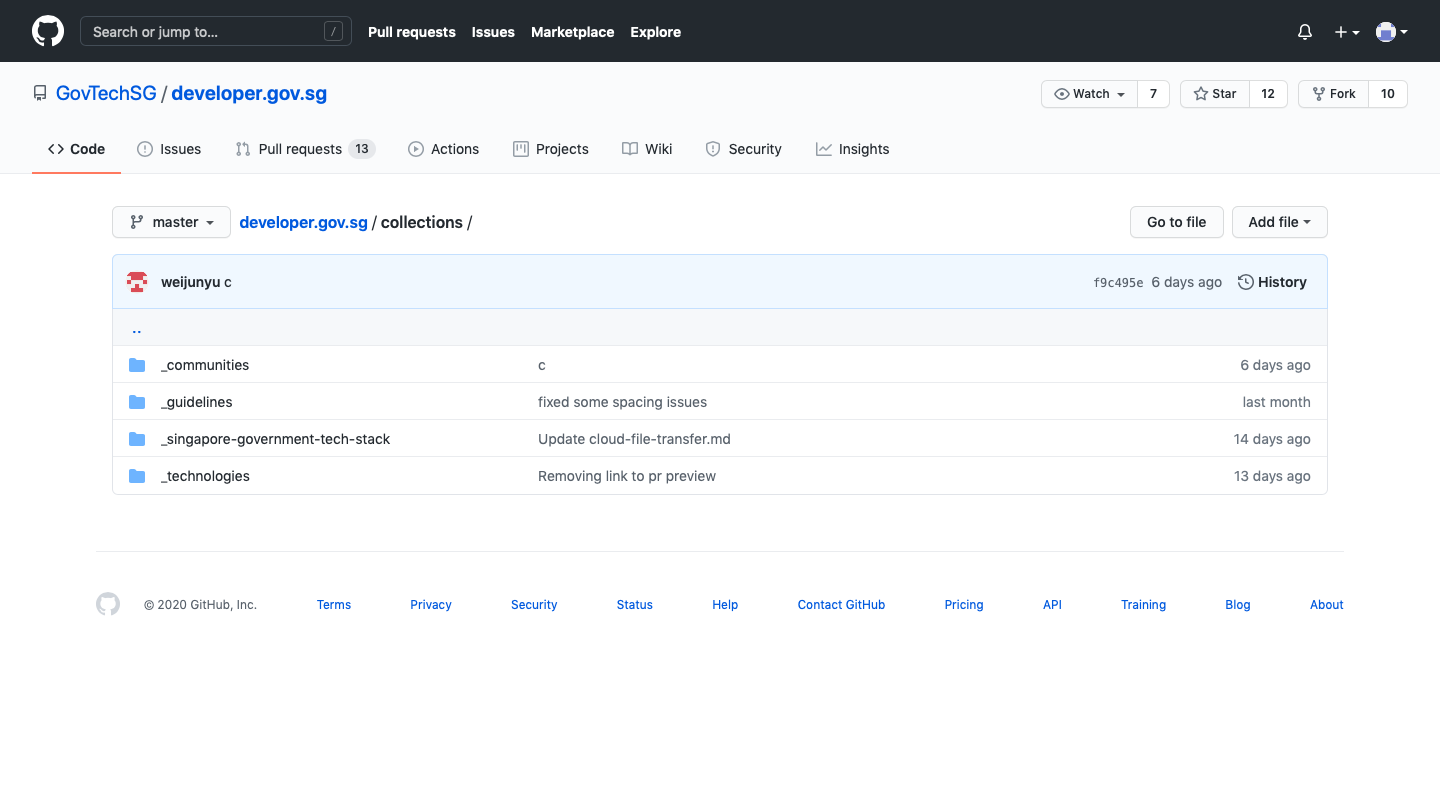 Search or jump to… /
Pull requests Issues Marketplace Explore
GovTechSG / developer.gov.sg
Watch 7 Star 12 Fork 10
Code Issues Pull requests 13 Actions Projects Wiki Security Insights
master developer.gov.sg / collections / Go to file Add file
weijunyu c f9c495e 6 days ago History
..
_communities c 6 days ago
_guidelines fixed some spacing issues last month
_singapore-government-tech-stack Update cloud-file-transfer.md 14 days ago
_technologies Removing link to pr preview 13 days ago
© 2020 GitHub, Inc. Terms Privacy Security Status Help Contact GitHub Pricing API Training Blog About